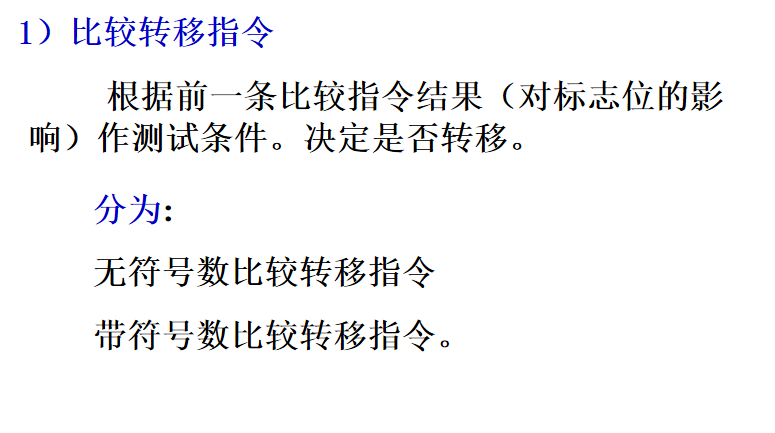 1）比较转移指令
根据前一条比较指令结果（对标志位的影
响）作测试条件。决定是否转移。
分为:
无符号数比较转移指令
带符号数比较转移指令。